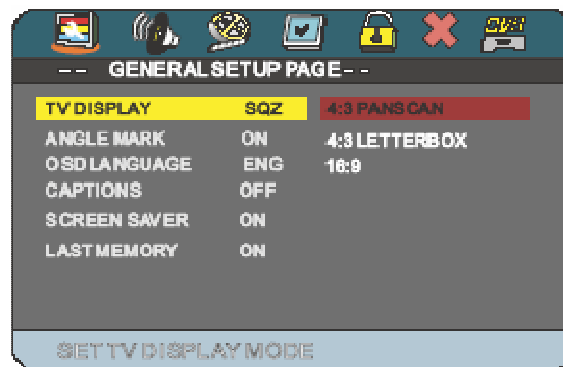 -- GENERAL SETUP PAGE--
TV DISPLAY SQZ 4:3 PANSCAN
ANGLE MARK ON 4:3 LETTERBOX
OSD LANGUAGE ENG 16:9
CAPTIONS OFF
SCREEN SAVER ON
LAST MEMORY ON
SET TV DISPLAY MODE